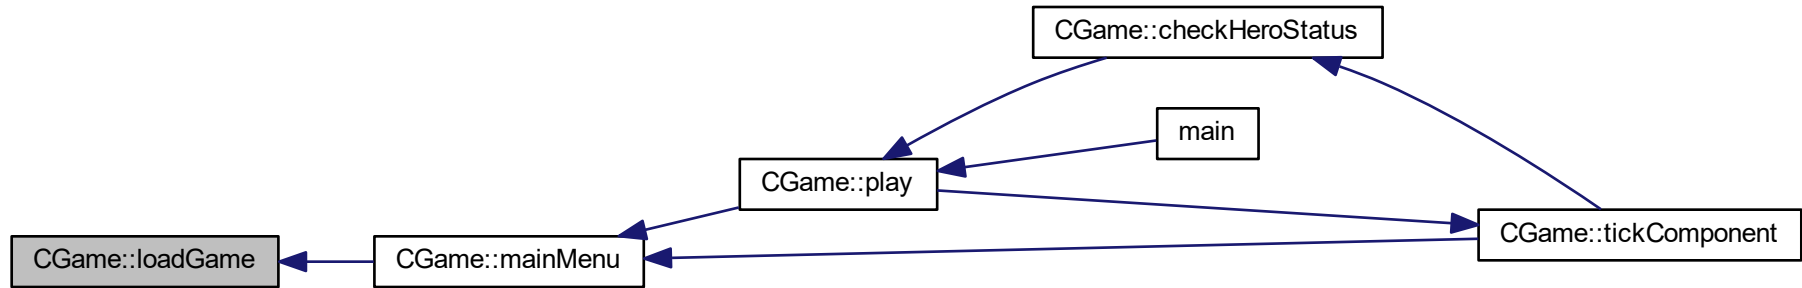 CGame::checkHeroStatus
main
CGame::play
CGame::tickComponent
CGame::loadGame
CGame::mainMenu